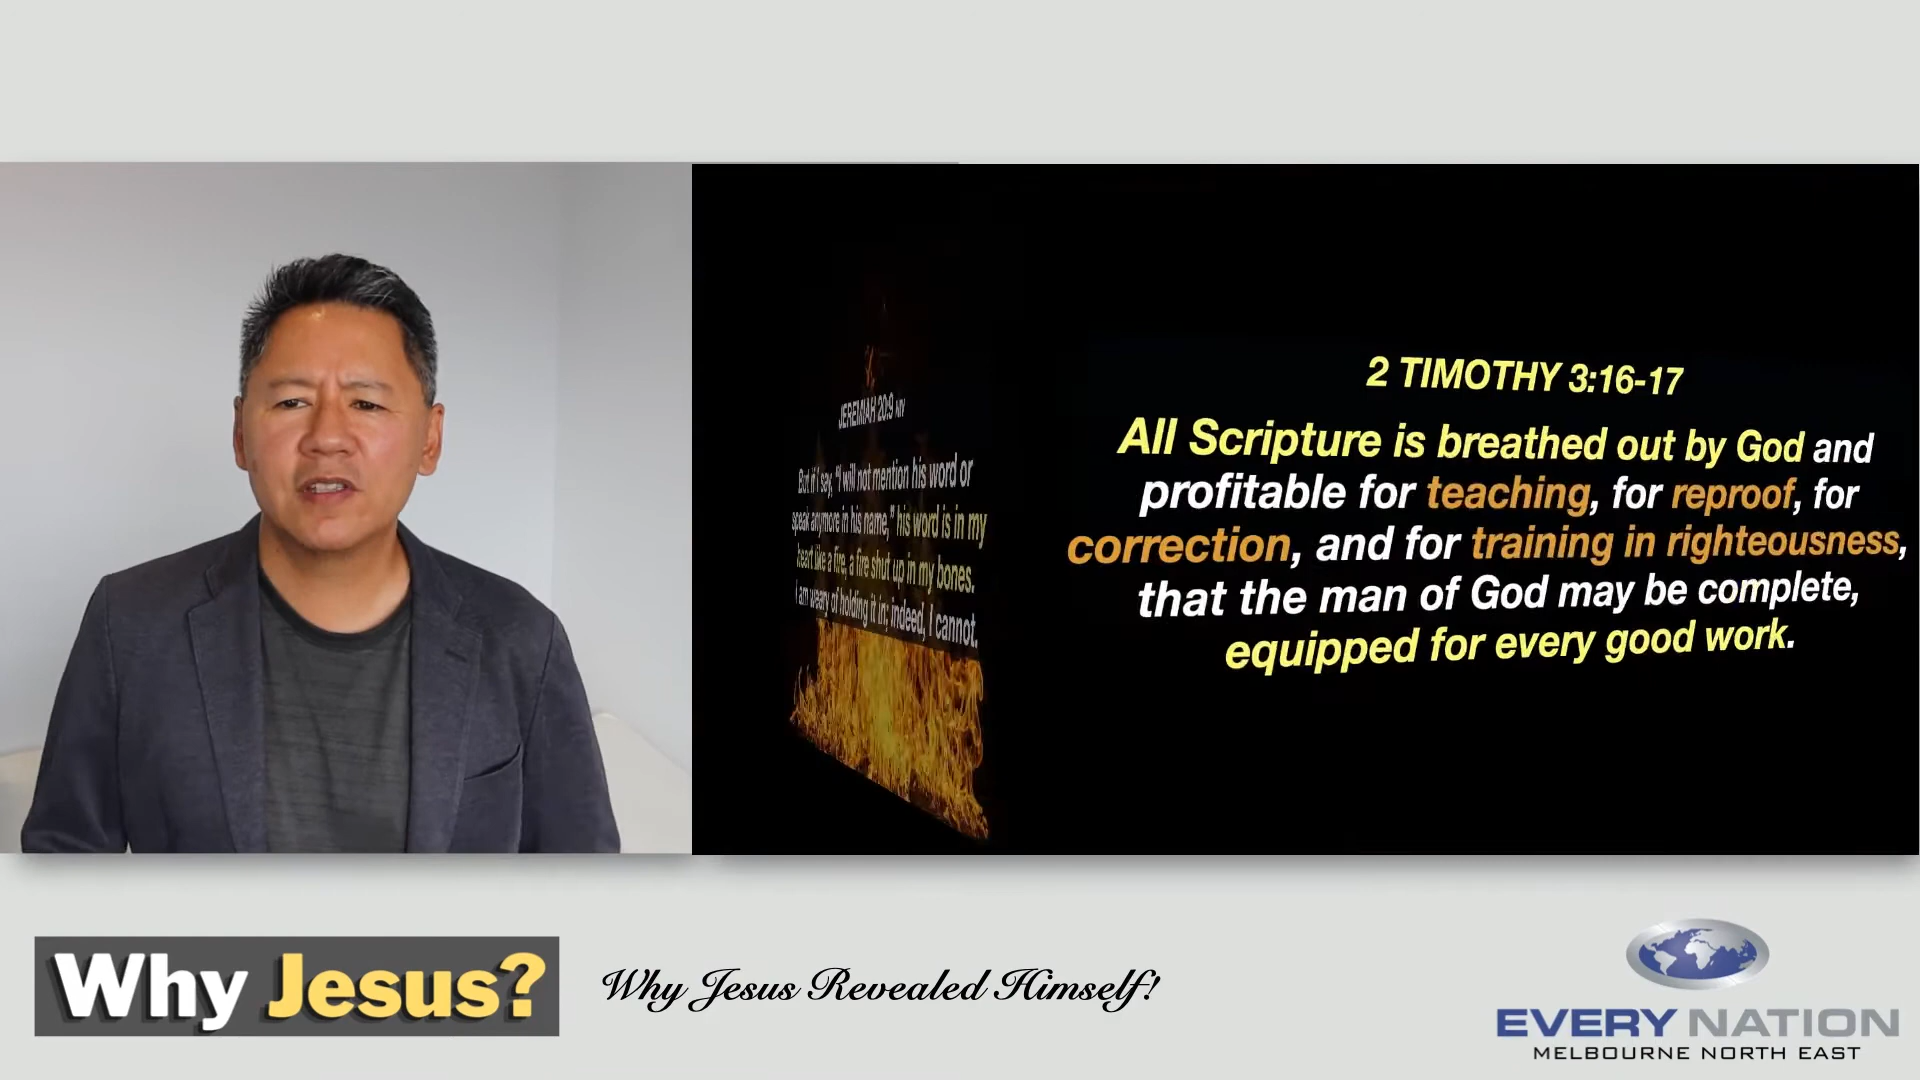 JEREMIAH 20:9 NIV
But if I say, "I will not mention his word or
speak anymore in his name," his word is in my
heart like a fire, a fire shut up in my bones.
I am weary of holding it in; indeed, I cannot.
2 TIMOTHY 3:16-17
All Scripture is breathed out by God and
profitable for teaching, for reproof, for
correction, and for training in righteousness,
that the man of God may be complete,
equipped for every good work.
Why Jesus?
Why Jesus Revealed Himself!
EVERY NATION
MELBOURNE NORTH EAST